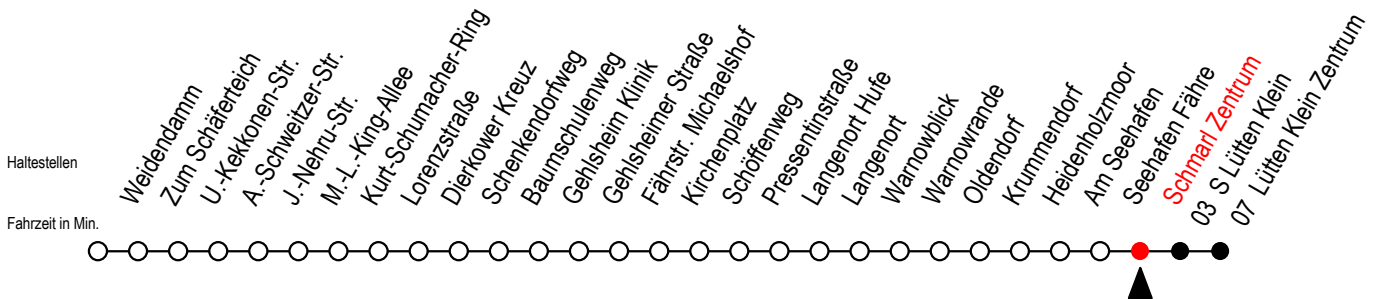 Haltestellen
Fahrzeit in Min.
Weidendamm
Zum Schäferteich
U.-Kekkonen-Str.
A.-Schweitzer-Str.
J.-Nehru-Str.
M.-L.-King-Allee
Kurt-Schumacher-Ring
Lorenzstraße
Dierkower Kreuz
Schenkendorfweg
Baumschulenweg
Gehlsheim Klinik
Gehlsheimer Straße
Fährstr. Michaelshof
Kirchenplatz
Schöffenweg
Pressentinstraße
Langenort Hufe
Langenort
Warnowblick
Warnowrande
Oldendorf
Krummendorf
Heidenholzmoor
Am Seehafen
Seehafen Fähre
Schmarl Zentrum
03 S Lütten Klein
07 Lütten Klein Zentrum